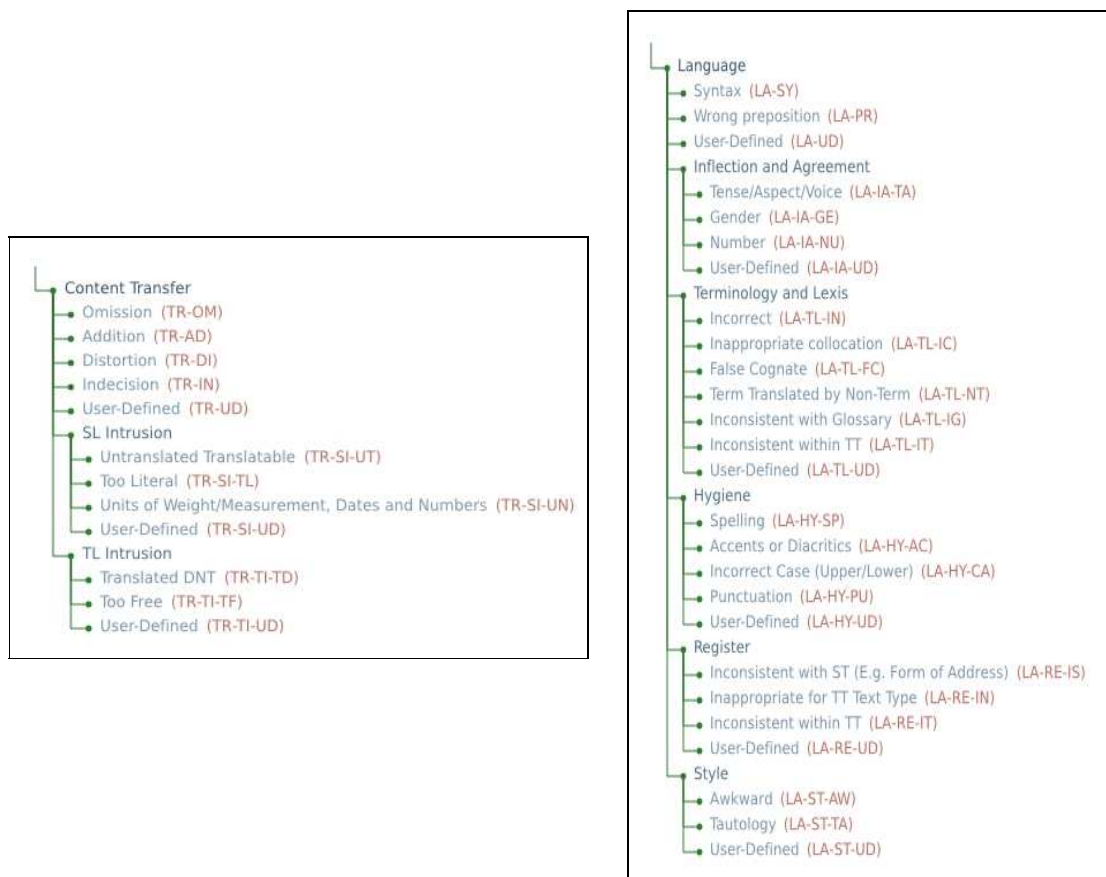 Content Transfer
Omission (TR-OM)
Addition (TR-AD)
Distortion (TR-DI)
Indecision (TR-IN)
User-Defined (TR-UD)
SL Intrusion
Untranslated Translatable (TR-SI-UT)
Too Literal (TR-SI-TL)
Units of Weight/Measurement, Dates and Numbers (TR-SI-UN)
User-Defined (TR-SI-UD)
TL Intrusion
Translated DNT (TR-TI-TD)
Too Free (TR-TI-TF)
User-Defined (TR-TI-UD)
Language
Syntax (LA-SY)
Wrong preposition (LA-PR)
User-Defined (LA-UD)
Inflection and Agreement
Tense/Aspect/Voice (LA-IA-TA)
Gender (LA-IA-GE)
Number (LA-IA-NU)
User-Defined (LA-IA-UD)
Terminology and Lexis
Incorrect (LA-TL-IN)
Inappropriate collocation (LA-TL-IC)
False Cognate (LA-TL-FC)
Term Translated by Non-Term (LA-TL-NT)
Inconsistent with Glossary (LA-TL-IG)
Inconsistent within TT (LA-TL-IT)
User-Defined (LA-TL-UD)
Hygiene
Spelling (LA-HY-SP)
Accents or Diacritics (LA-HY-AC)
Incorrect Case (Upper/Lower) (LA-HY-CA)
Punctuation (LA-HY-PU)
User-Defined (LA-HY-UD)
Register
Inconsistent with ST (E.g. Form of Address) (LA-RE-IS)
Inappropriate for TT Text Type (LA-RE-IN)
Inconsistent within TT (LA-RE-IT)
User-Defined (LA-RE-UD)
Style
Awkward (LA-ST-AW)
Tautology (LA-ST-TA)
User-Defined (LA-ST-UD)